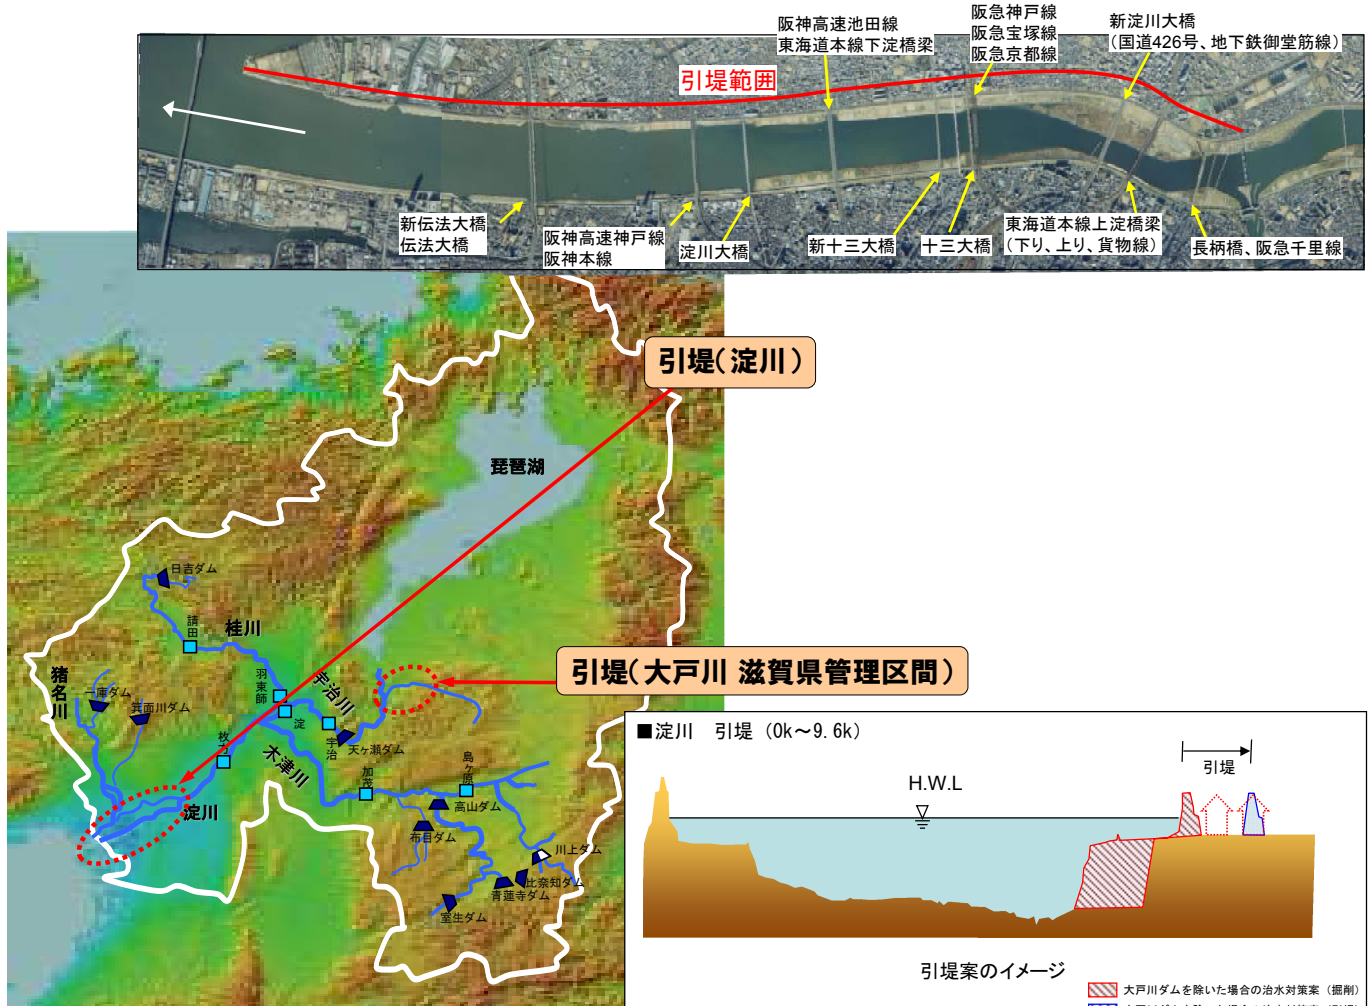 阪神高速池田線
東海道本線下淀橋梁
阪急神戸線
阪急宝塚線
阪急京都線
新淀川大橋
（国道426号、地下鉄御堂筋線）
引堤範囲
新伝法大橋
伝法大橋
阪神高速神戸線
阪神本線
淀川大橋
新十三大橋
十三大橋
東海道本線上淀橋梁
（下り、上り、貨物線）
長柄橋、阪急千里線
引堤(淀川)
琵琶湖
日吉ダム
請田
桂川
猪名川
一庫ダム
箕面川ダム
羽束師
淀
宇治川
宇治
天ヶ瀬ダム
引堤(大戸川 滋賀県管理区間)
枚方
木津川
加茂
島ヶ原
高山ダム
布目ダム
川上ダム
比奈知ダム
青蓮寺ダム
室生ダム
淀川
■淀川　引堤（0k～9.6k）
引堤
H.W.L
引堤案のイメージ
大戸川ダムを除いた場合の治水対策案（掘削）